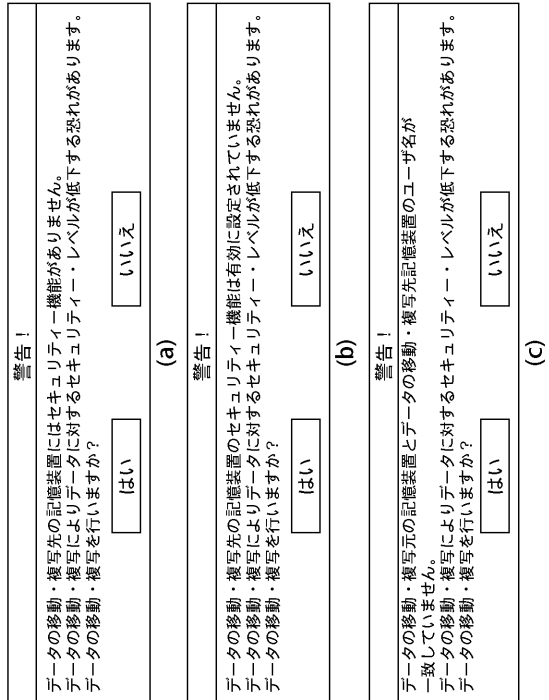 警告！
データの移動・複写先の記憶装置にはセキュリティー機能がありません。
データの移動・複写によりデータに対するセキュリティー・レベルが低下する恐れがあります。
データの移動・複写を行いますか？
はい
いいえ
(a)
警告！
データの移動・複写先の記憶装置のセキュリティー機能は有効に設定されていません。
データの移動・複写によりデータに対するセキュリティー・レベルが低下する恐れがあります。
データの移動・複写を行いますか？
はい
いいえ
(b)
警告！
データの移動・複写元の記憶装置とデータの移動・複写先記憶装置のユーザ名が
一致していません。
データの移動・複写によりデータに対するセキュリティー・レベルが低下する恐れがあります。
データの移動・複写を行いますか？
はい
いいえ
(c)